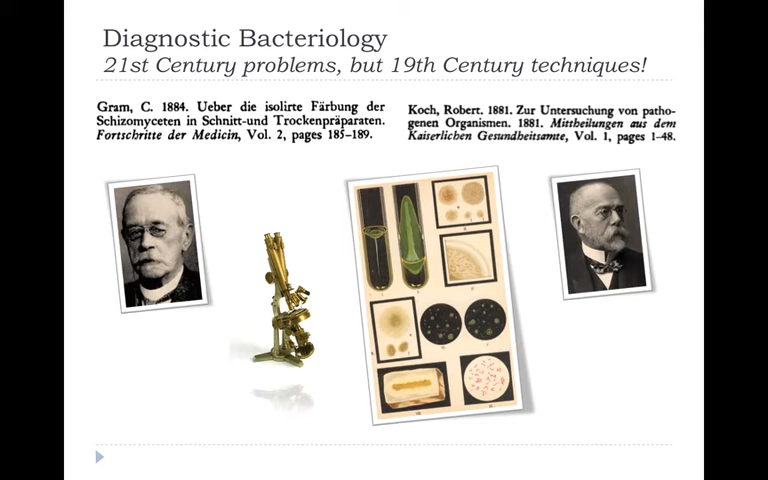 Diagnostic Bacteriology
21st Century problems, but 19th Century techniques!
Gram, C. 1884. Ueber die isolirte Färbung der
Schizomyceten in Schnitt-und Trockenpräparaten.
Fortschritte der Medicin, Vol. 2, pages 185-189.
Koch, Robert. 1881. Zur Untersuchung von patho-
genen Organismen. 1881. Mittheilungen aus dem
Kaiserlichen Gesundheitsamte, Vol. 1, pages 1-48.